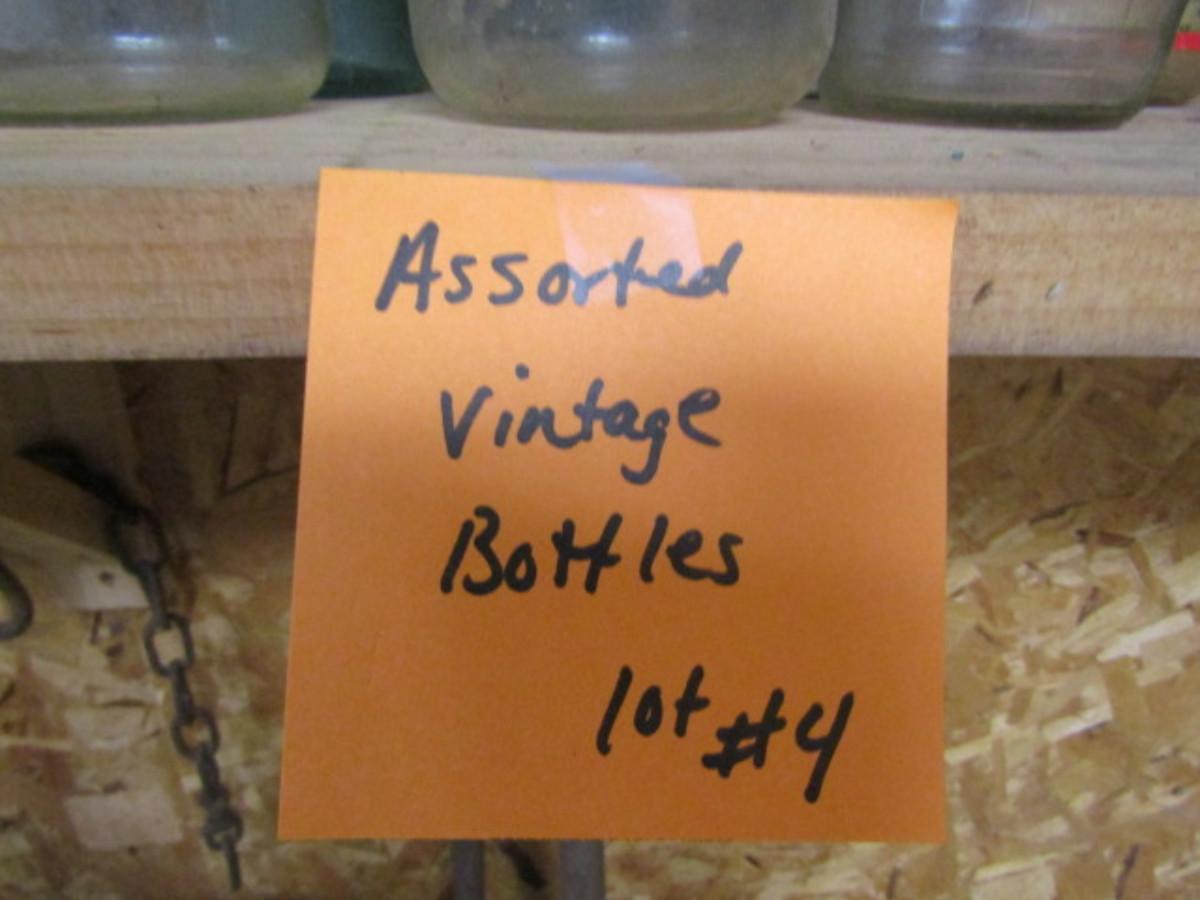 Assorted
Vintage
Bottles
lot #4